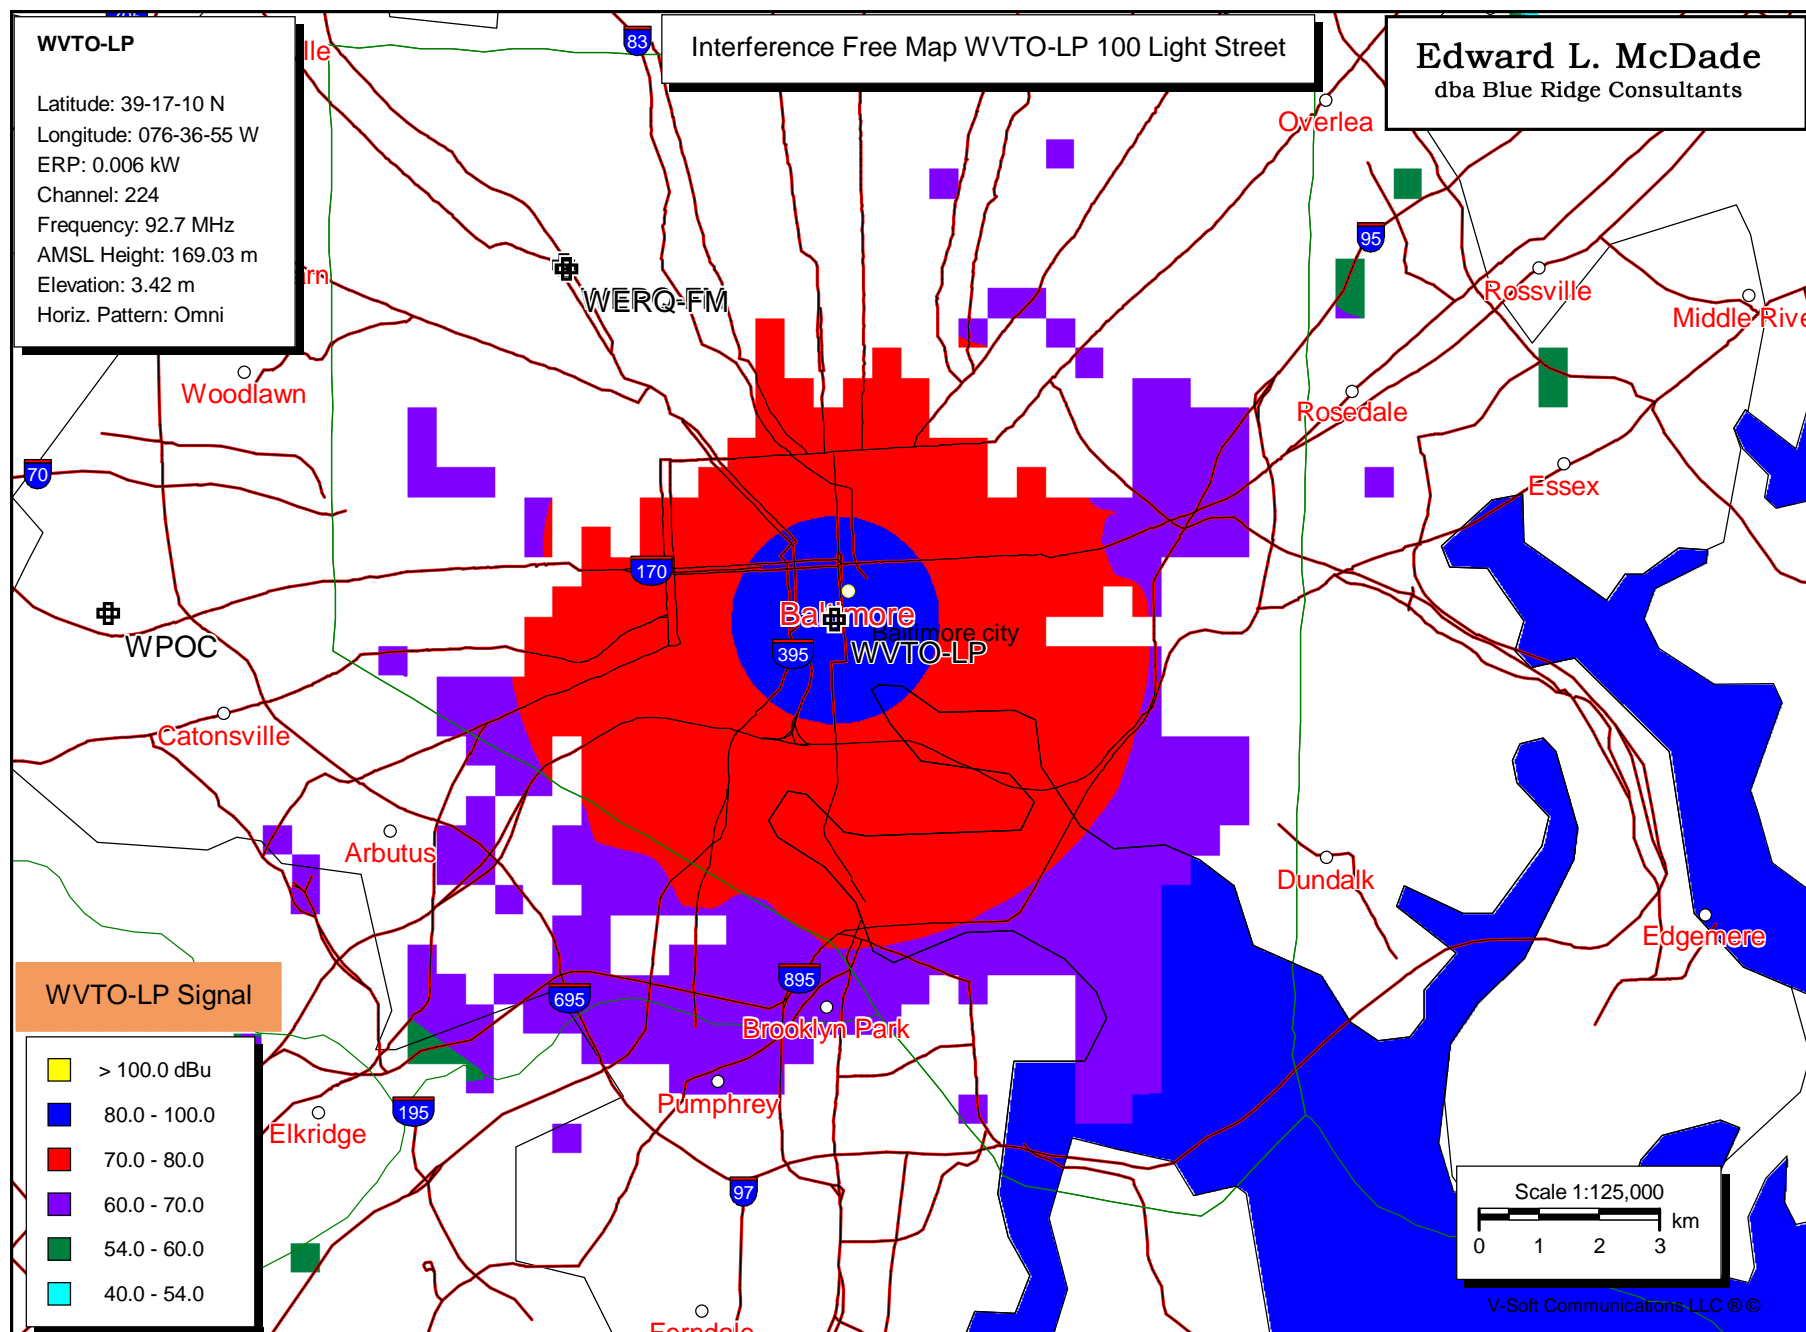 WVTO-LP
Latitude: 39-17-10 N
Longitude: 076-36-55 W
ERP: 0.006 kW
Channel: 224
Frequency: 92.7 MHz
AMSL Height: 169.03 m
Elevation: 3.42 m
Horiz. Pattern: Omni
Interference Free Map WVTO-LP 100 Light Street
Edward L. McDade
dba Blue Ridge Consultants
83
Overlea
95
WERQ-FM
Rossville
Middle Rive
Woodlawn
Rosedale
70
Essex
170
Baltimore
Baltimore city
WVTO-LP
395
WPOC
Catonsville
Arbutus
Dundalk
Edgemere
895
695
Brooklyn Park
Pumphrey
195
Elkridge
97
Ferndale
WVTO-LP Signal
> 100.0 dBu
80.0 - 100.0
70.0 - 80.0
60.0 - 70.0
54.0 - 60.0
40.0 - 54.0
Scale 1:125,000
km
0 1 2 3
V-Soft Communications LLC ® ©